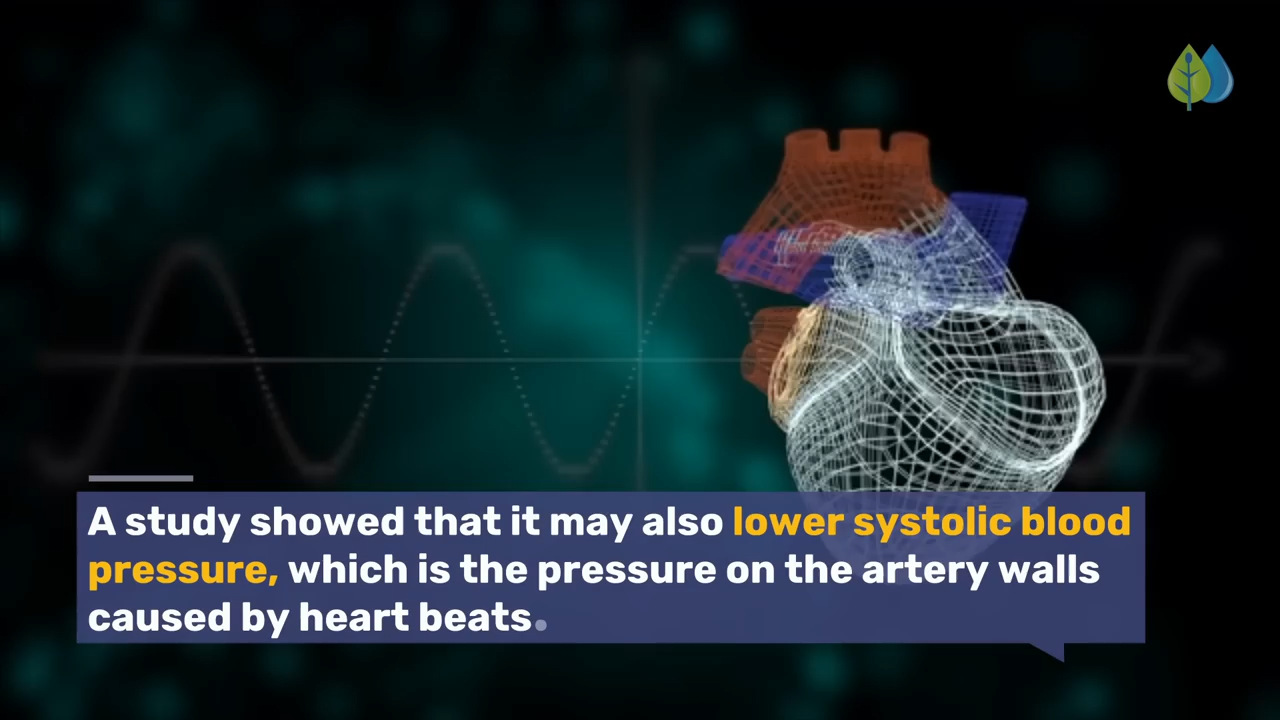 A study showed that it may also lower systolic blood
pressure, which is the pressure on the artery walls
caused by heart beats.